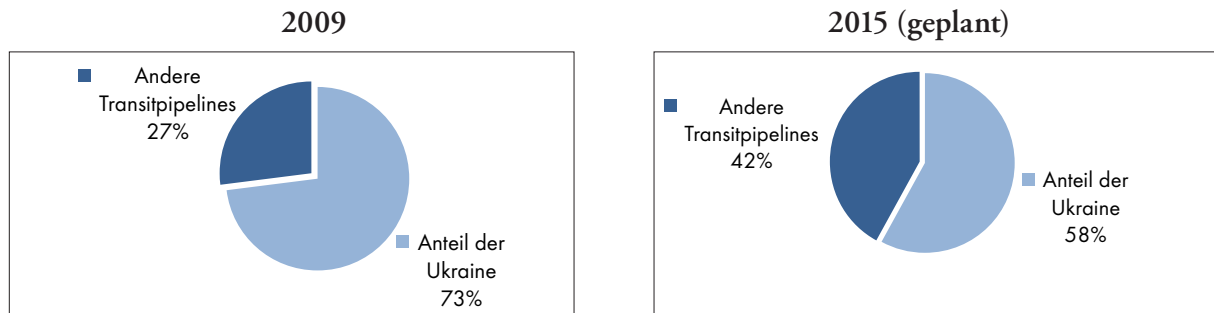 2009
Andere
Transitpipelines
27%
Anteil der
Ukraine
73%
2015 (geplant)
Andere
Transitpipelines
42%
Anteil der
Ukraine
58%